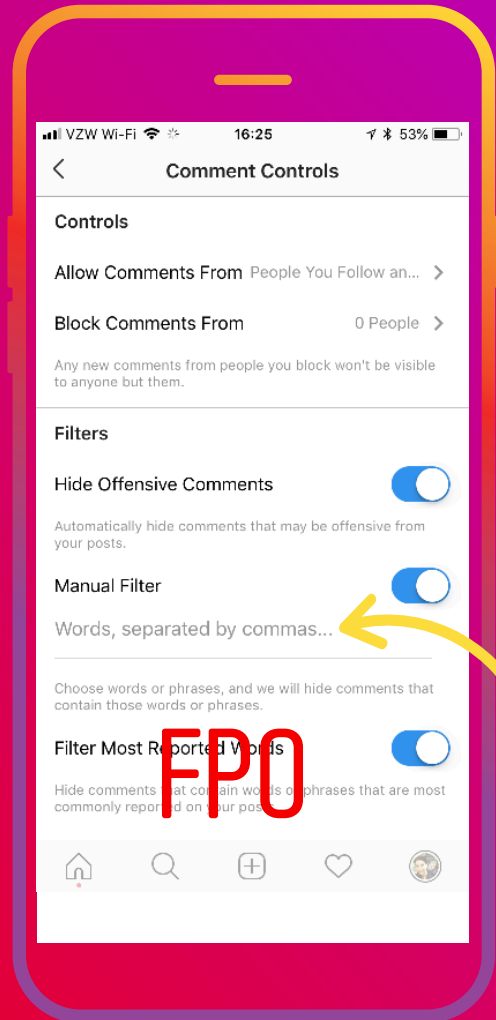 VZW Wi-Fi 16:25 53%
Comment Controls
Controls
Allow Comments From People You Follow an...
Block Comments From 0 People
Any new comments from people you block won't be visible
to anyone but them.
Filters
Hide Offensive Comments
Automatically hide comments that may be offensive from
your posts.
Manual Filter
Words, separated by commas...
Choose words or phrases, and we will hide comments that
contain those words or phrases.
Filter Most Reported Words
FPO
Hide comments that contain words or phrases that are most
commonly reported on your posts.